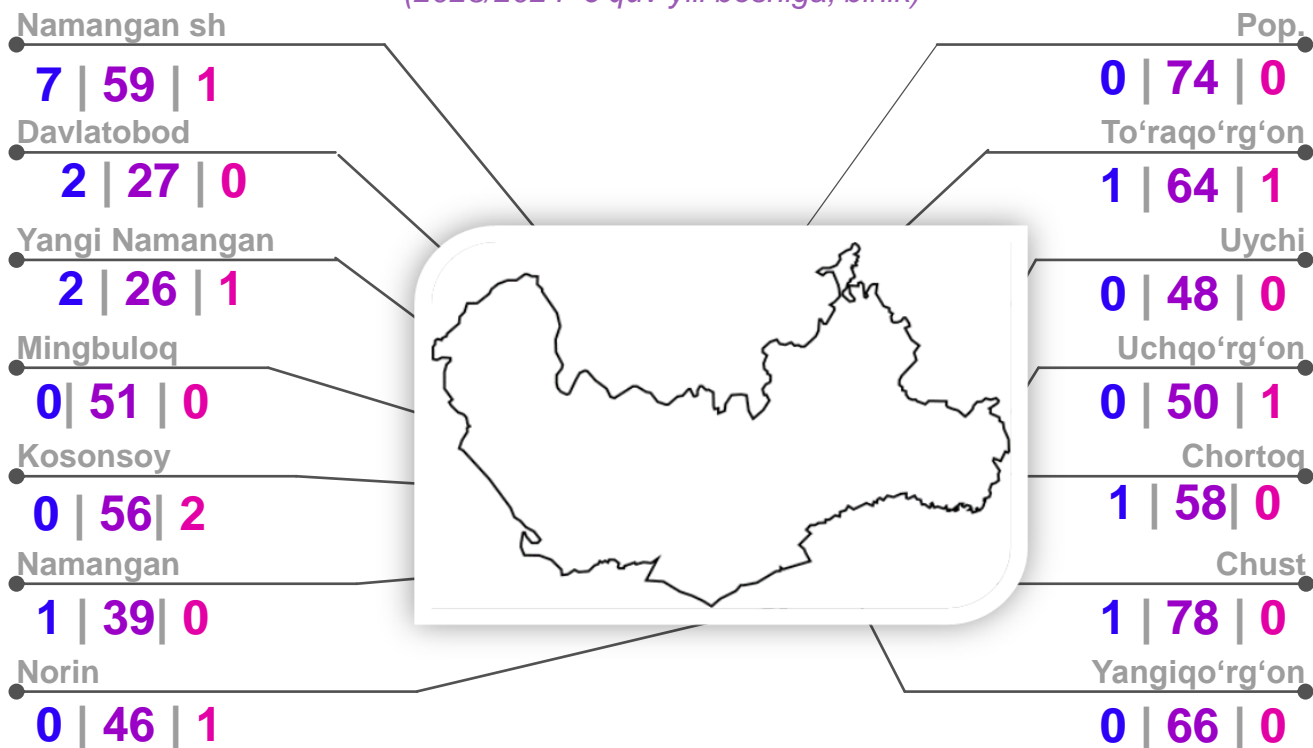 Namangan sh
7 | 59 | 1
Davlatobod
2 | 27 | 0
Yangi Namangan
2 | 26 | 1
Mingbuloq
0| 51 | 0
Kosonsoy
0 | 56| 2
Namangan
1 | 39| 0
Norin
0 | 46 | 1
Pop.
0 | 74 | 0
To‘raqo‘rg‘on
1 | 64 | 1
Uychi
0 | 48 | 0
Uchqo‘rg‘on
0 | 50 | 1
Chortoq
1 | 58| 0
Chust
1 | 78 | 0
Yangiqo‘rg‘on
0 | 66 | 0